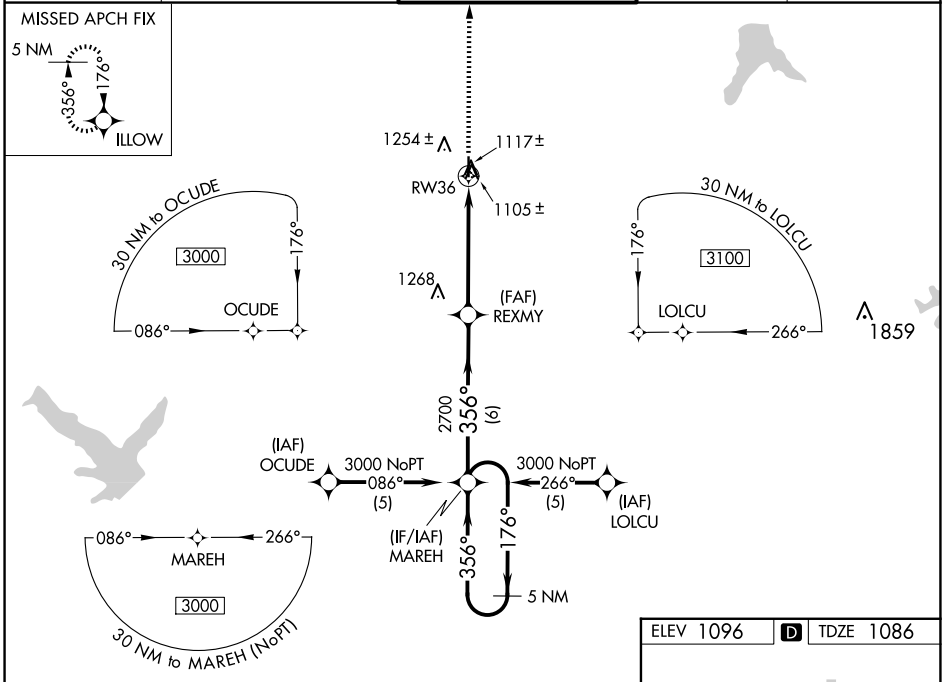 MISSED APCH FIX
5 NM
356°
176°
ILLOW
1254 ±
1117 ±
RW36
1105 ±
30 NM to OCUDE
3000
176°
OCUDE
086°
30 NM to LOLCU
3100
176°
LOLCU
266°
1859
1268
(FAF)
REXMY
2700
356°
(6)
(IAF)
OCUDE
3000 NoPT
086°
(5)
3000 NoPT
266°
(5)
(IAF)
LOLCU
(IF/IAF)
MAREH
356°
176°
5 NM
086°
266°
MAREH
3000
30 NM to MAREH (NoPT)
ELEV 1096 D TDZE 1086